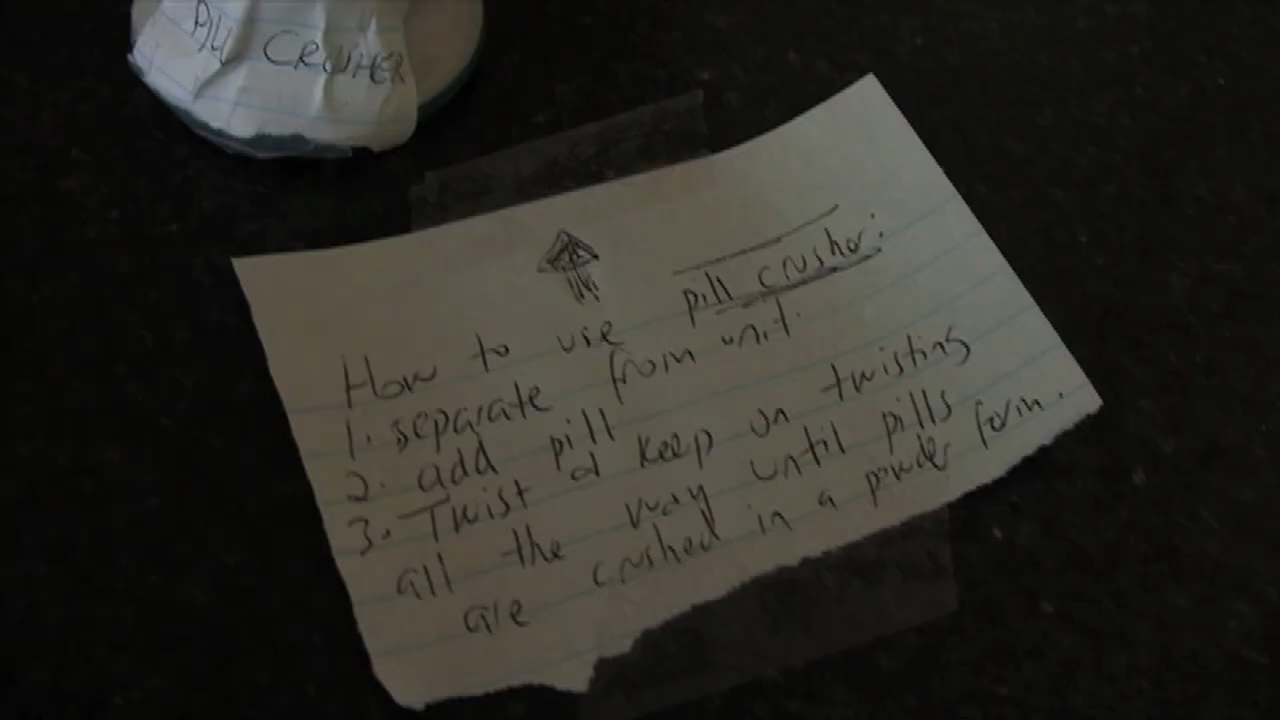 Pill CRUSHER
How to use pill crusher:
1. separate from unit.
2. add pill
3. Twist & keep on twisting
all the way until pills
are crushed in a powder form.